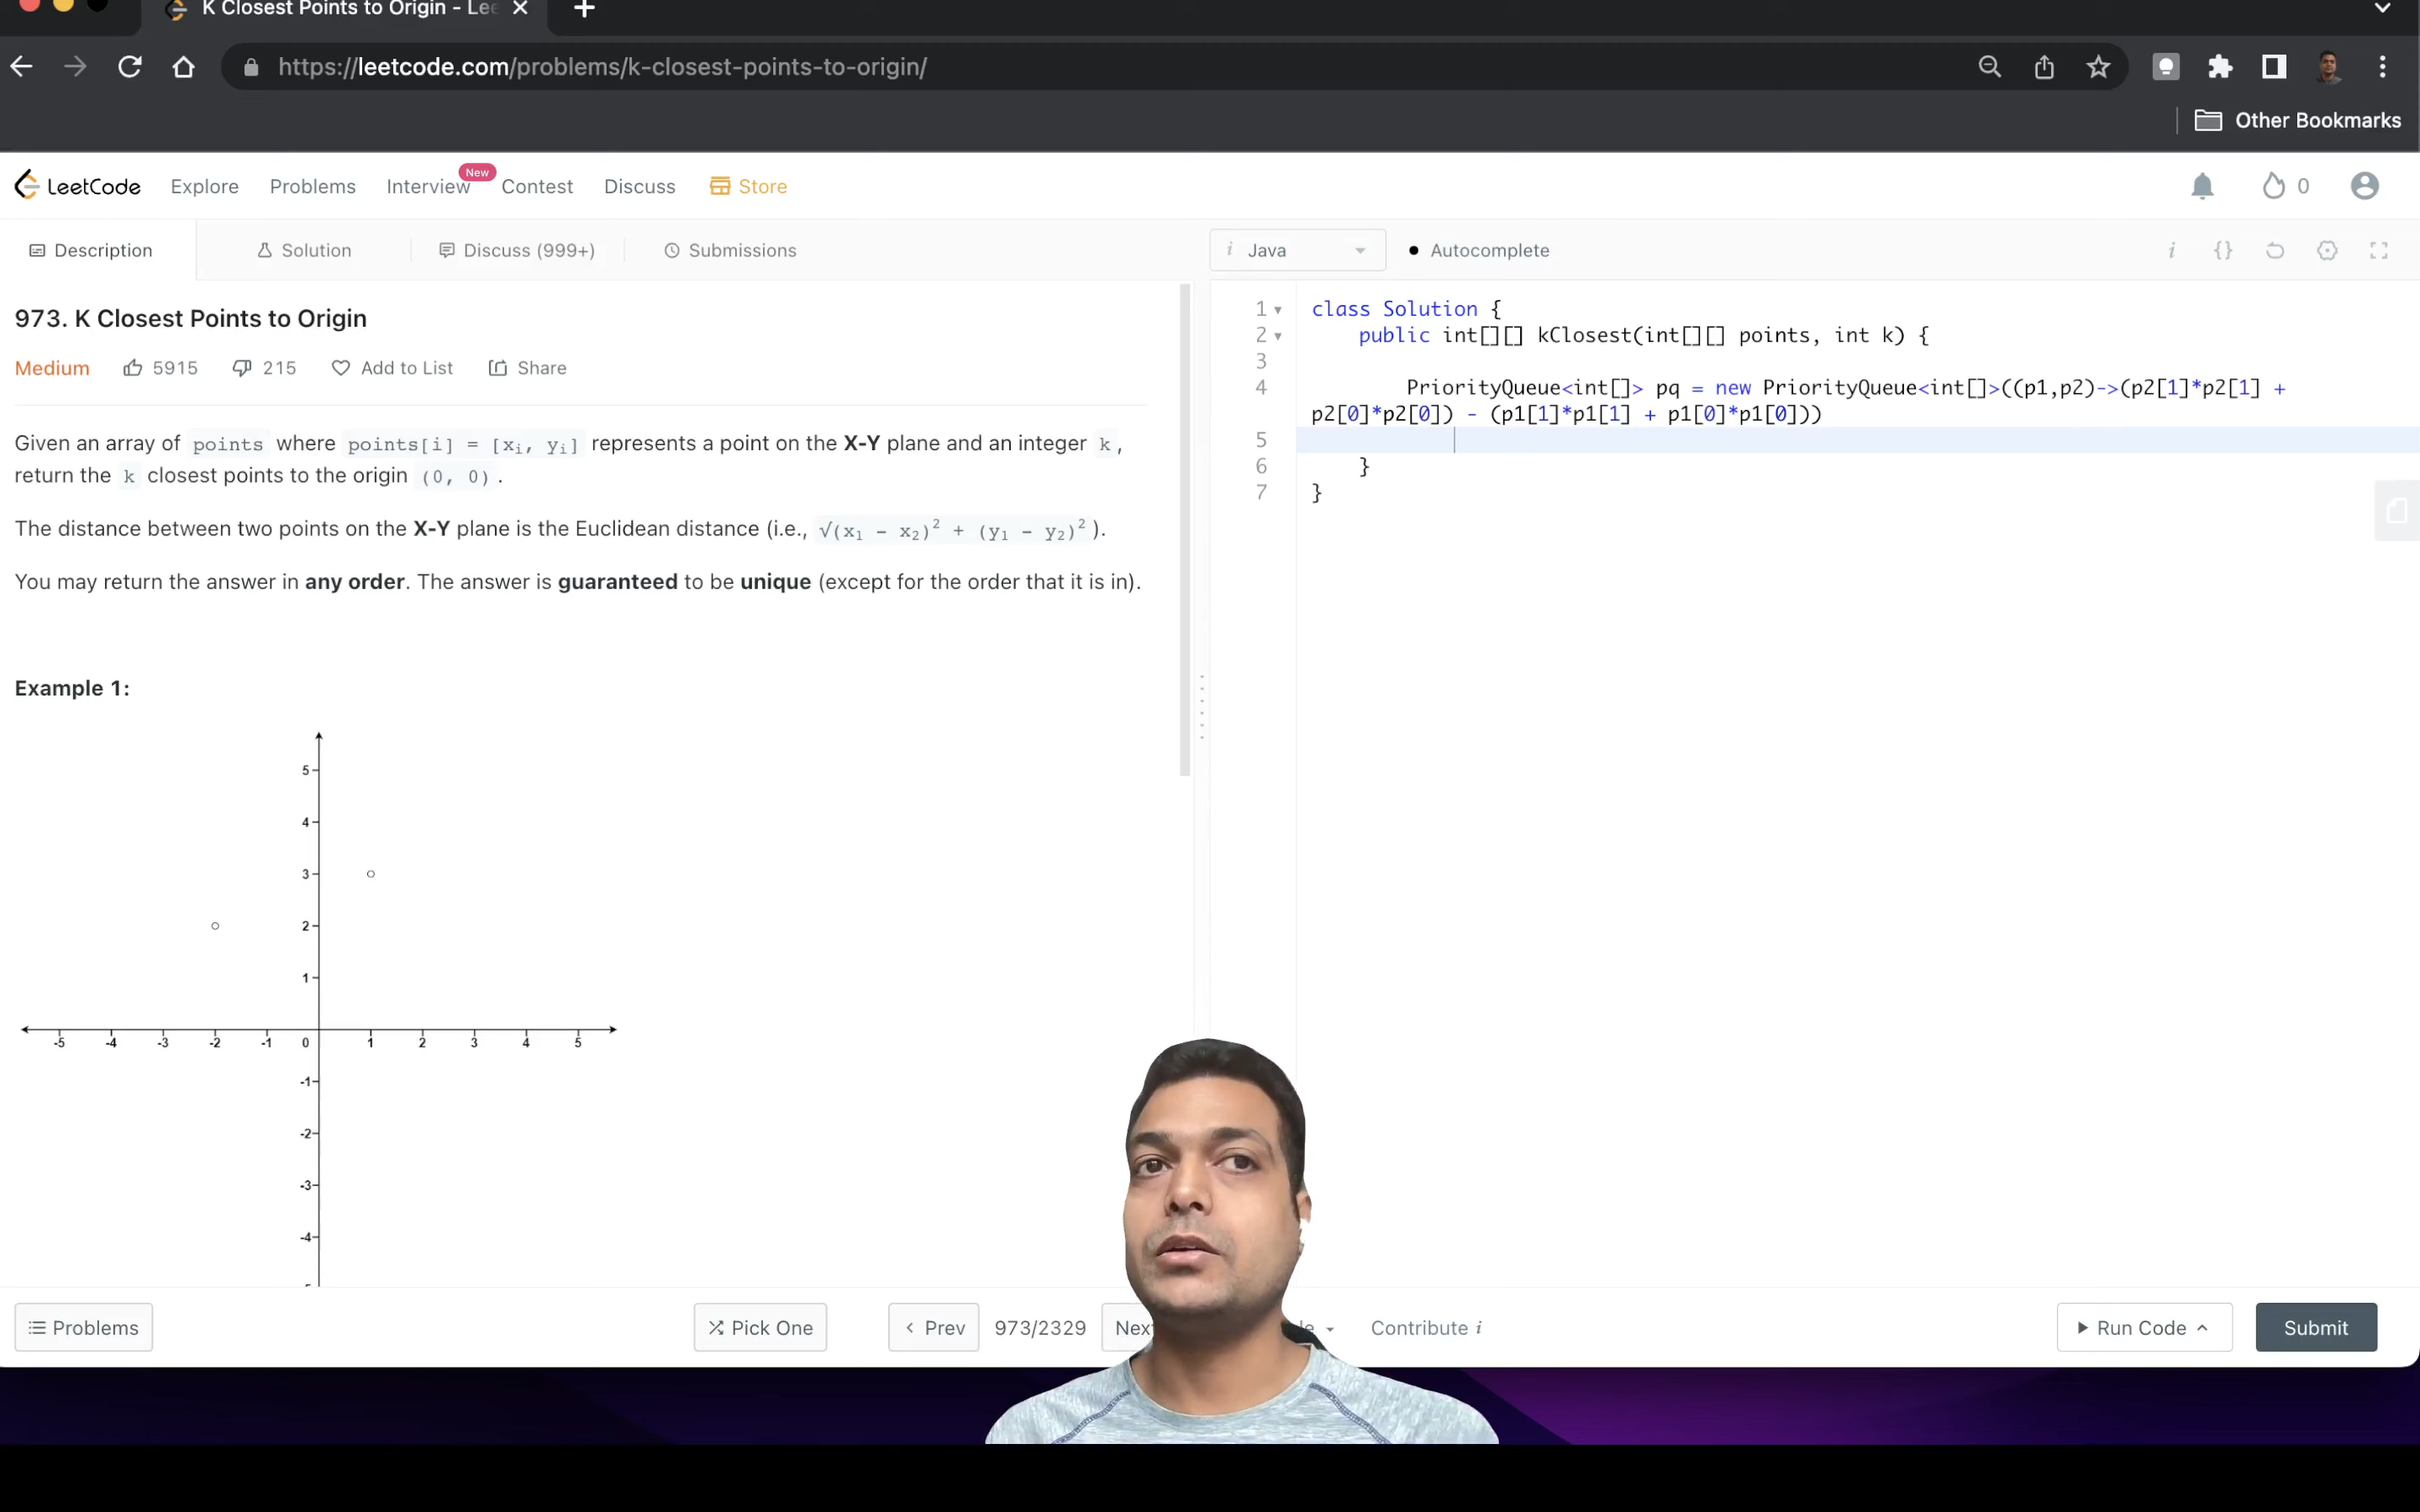 K Closest Points to Origin - Lee
https://leetcode.com/problems/k-closest-points-to-origin/
Other Bookmarks
LeetCode Explore Problems Interview New Contest Discuss Store 0
Description Solution Discuss (999+) Submissions
i Java Autocomplete i {}
973. K Closest Points to Origin
Medium 5915 215 Add to List Share
Given an array of points where points[i] = [xi, yi] represents a point on the X-Y plane and an integer k,
return the k closest points to the origin (0, 0).
The distance between two points on the X-Y plane is the Euclidean distance (i.e., √(x1 - x2)2 + (y1 - y2)2).
You may return the answer in any order. The answer is guaranteed to be unique (except for the order that it is in).
Example 1:
5
4
3
2
1
-5 -4 -3 -2 -1 0 1 2 3 4 5
-1
-2
-3
-4
1 class Solution {
2 public int[][] kClosest(int[][] points, int k) {
3
4 PriorityQueue<int[]> pq = new PriorityQueue<int[]>((p1,p2)->(p2[1]*p2[1] +
p2[0]*p2[0]) - (p1[1]*p1[1] + p1[0]*p1[0]))
5
6 }
7 }
Problems Pick One Prev 973/2329 Contribute i Run Code Submit